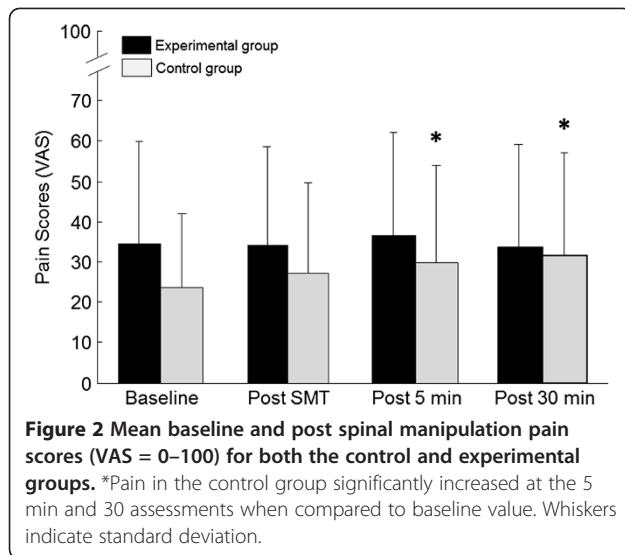 100
Experimental group
Control group
70
60
50
40
30
20
10
0
Pain Scores (VAS)
* *
Baseline Post SMT Post 5 min Post 30 min
Figure 2 Mean baseline and post spinal manipulation pain
scores (VAS = 0–100) for both the control and experimental
groups. *Pain in the control group significantly increased at the 5
min and 30 assessments when compared to baseline value. Whiskers
indicate standard deviation.